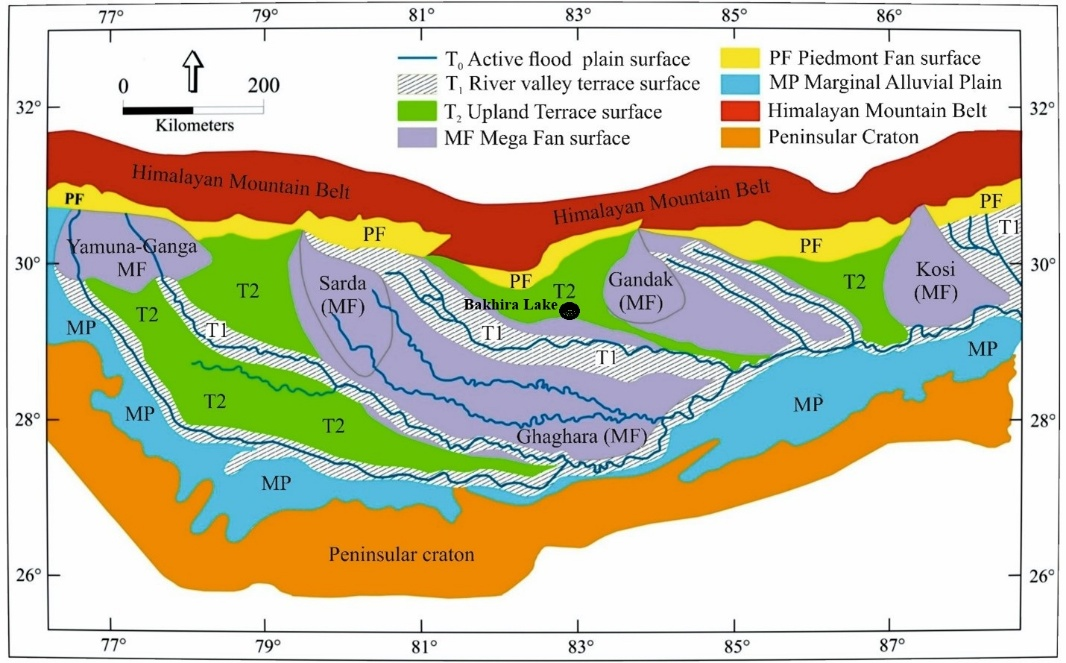 77° 79° 81° 83° 85° 86°
0 200
Kilometers
T₀ Active flood plain surface
T₁ River valley terrace surface
T₂ Upland Terrace surface
MF Mega Fan surface
PF Piedmont Fan surface
MP Marginal Alluvial Plain
Himalayan Mountain Belt
Peninsular Craton
32° 32°
Himalayan Mountain Belt
Himalayan Mountain Belt
PF
PF
PF
PF
PF
T1
Yamuna-Ganga
MF
30° 30°
Sarda
(MF)
Gandak
(MF)
Kosi
(MF)
T2
T2
T2
T2
Bakhira Lake
MP
T1
T1
T1
MP
28° 28°
MP
T2
T2
MP
Ghaghara (MF)
MP
Peninsular craton
26° 26°
77° 79° 81° 83° 85° 87°